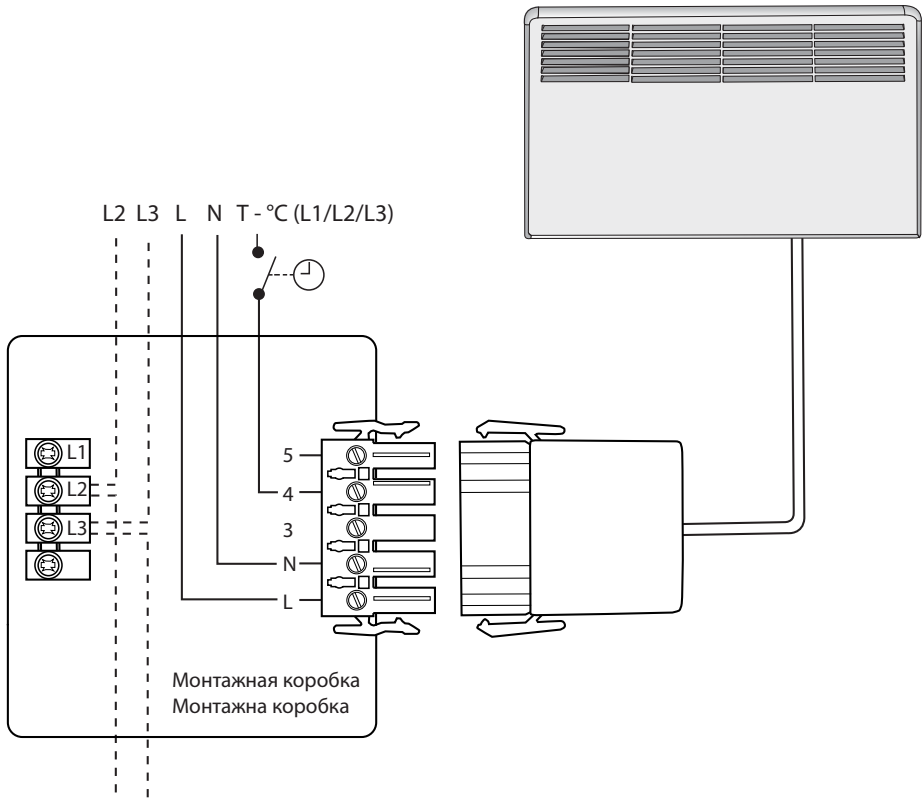 L2 L3 L N T - °C (L1/L2/L3)
L1
L2
L3
5
4
3
N
L
Монтажная коробка
Монтажна коробка